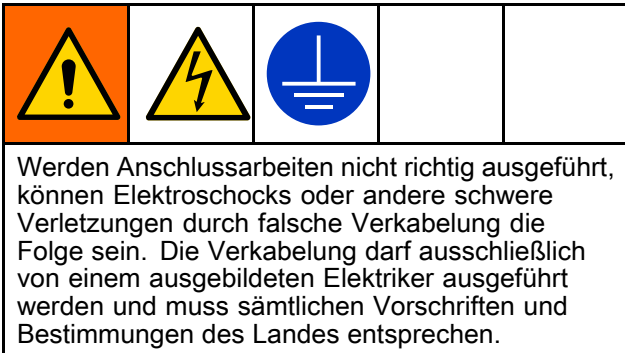 Werden Anschlussarbeiten nicht richtig ausgeführt,
können Elektroschocks oder andere schwere
Verletzungen durch falsche Verkabelung die
Folge sein. Die Verkabelung darf ausschließlich
von einem ausgebildeten Elektriker ausgeführt
werden und muss sämtlichen Vorschriften und
Bestimmungen des Landes entsprechen.